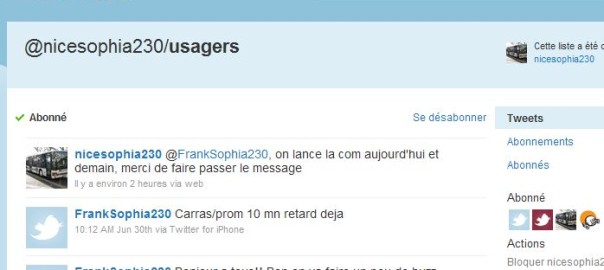 @nicesophia230/usagers
Cette liste a été
nicesophia230
Abonné
Se désabonner
nicesophia230 @FrankSophia230, on lance la com aujourd'hui et
demain, merci de faire passer le message
Il y a environ 2 heures via web
FrankSophia230 Carras/prom 10 mn retard deja
10:12 AM Jun 30th via Twitter for iPhone
Tweets
Abonnements
Abonnés
Abonné
Actions
Bloquer nicesophia2